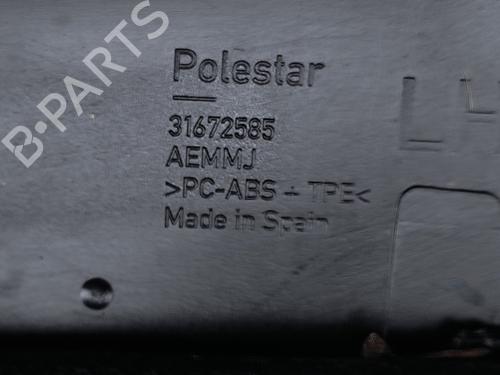 B-PARTS
Polestar
31672585
AEMMJ
>PC-ABS + TPE<
Made in Spain